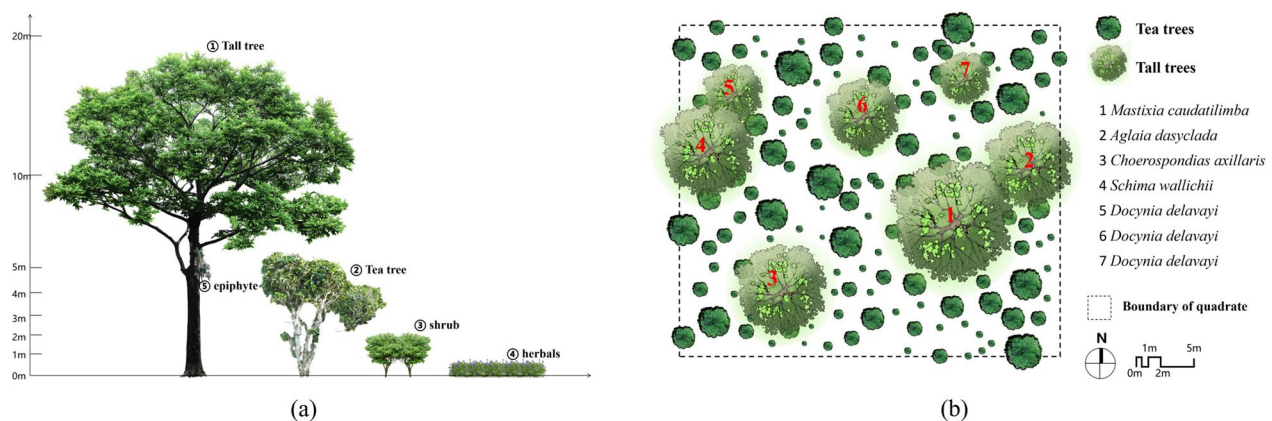 20m
① Tall tree
10m
5m
② Tea tree
⑤ epiphyte
4m
3m
③ shrub
2m
④ herbals
1m
0m
(a)
7
5
6
4
2
1
3
Tea trees
Tall trees
1 Mastixia caudatilimba
2 Aglaia dasyclada
3 Choerospondias axillaris
4 Schima wallichii
5 Docynia delavayi
6 Docynia delavayi
7 Docynia delavayi
Boundary of quadrate
N
1m 5m
0m 2m
(b)